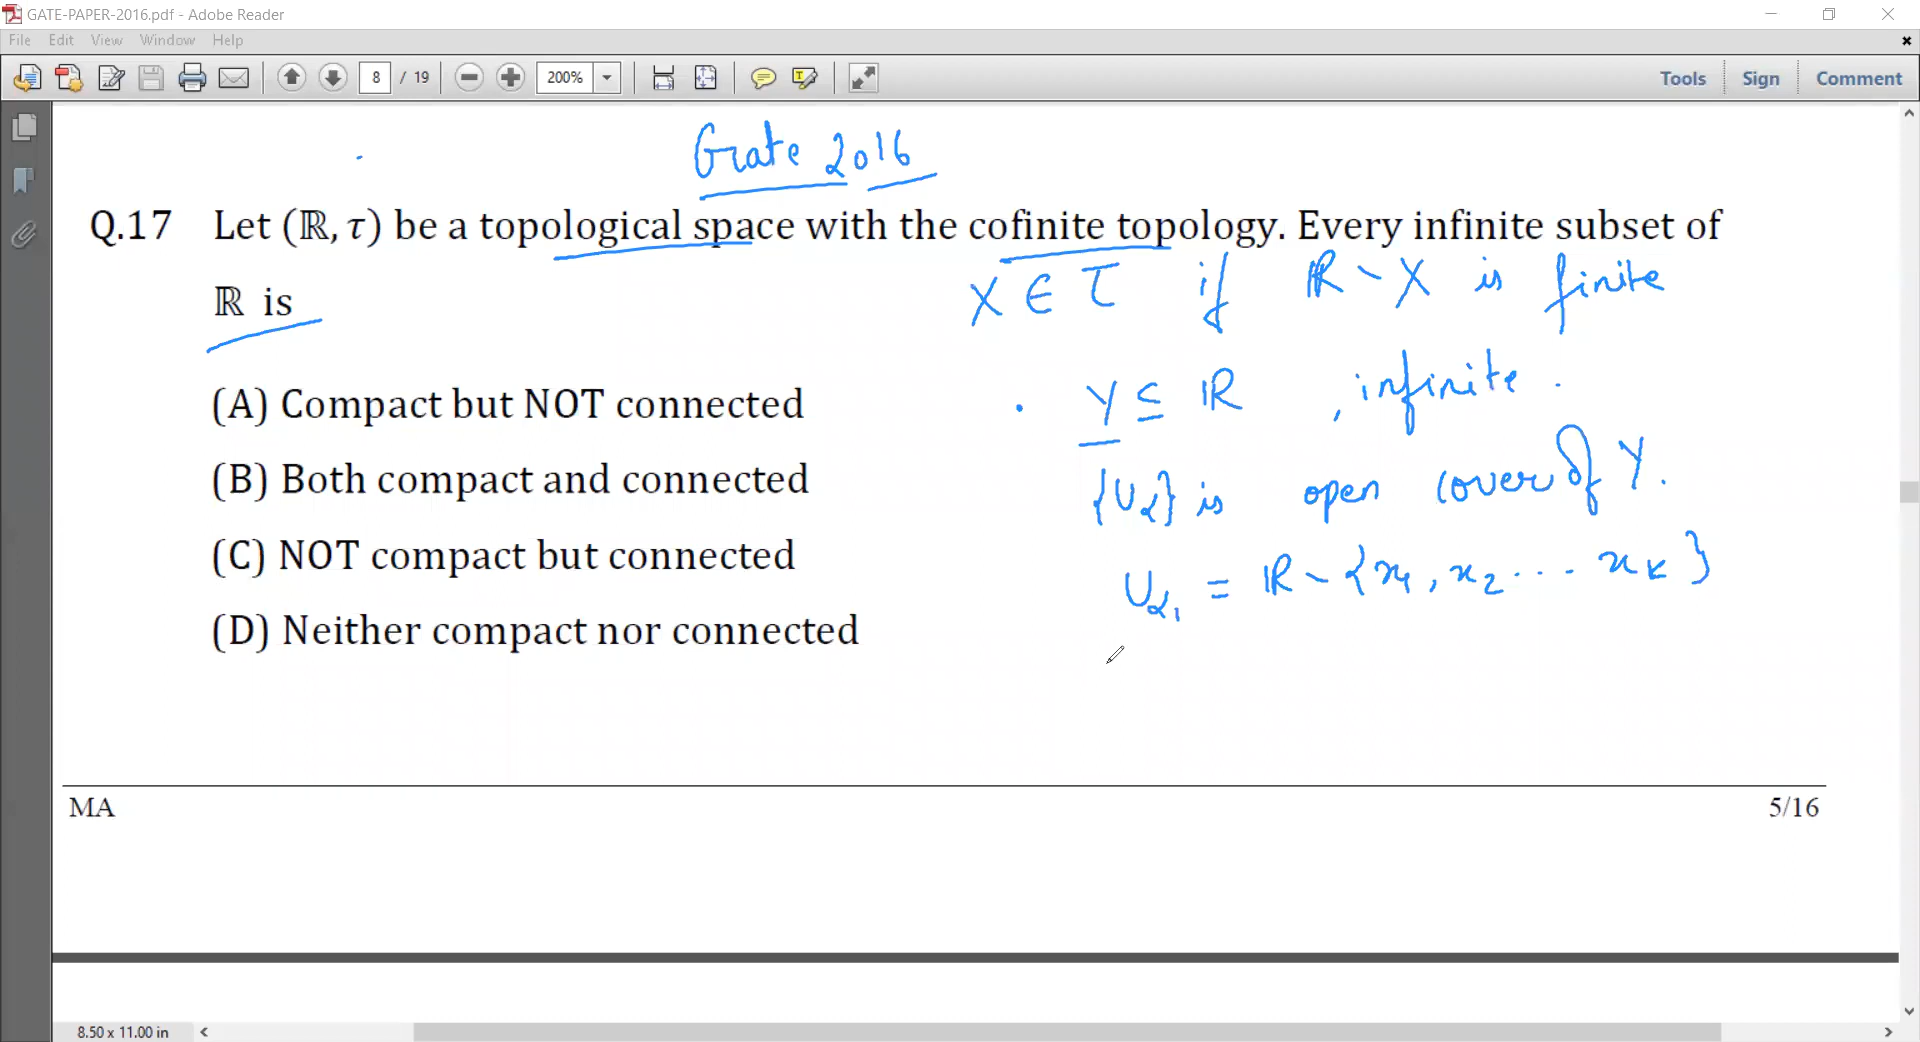 GATE-PAPER-2016.pdf - Adobe Reader
File Edit View Window Help
8 / 19 200% Tools Sign Comment
Gate 2016
Q.17 Let (ℝ, τ) be a topological space with the cofinite topology. Every infinite subset of
ℝ is
X ∈ τ if ℝ ∖ X is finite
(A) Compact but NOT connected
. Y ⊆ ℝ , infinite .
(B) Both compact and connected
{Uα} is open cover of Y.
(C) NOT compact but connected
Uα₁ = ℝ ∖ {x₁, x₂ ... xₖ}
(D) Neither compact nor connected
MA 5/16
8.50 x 11.00 in